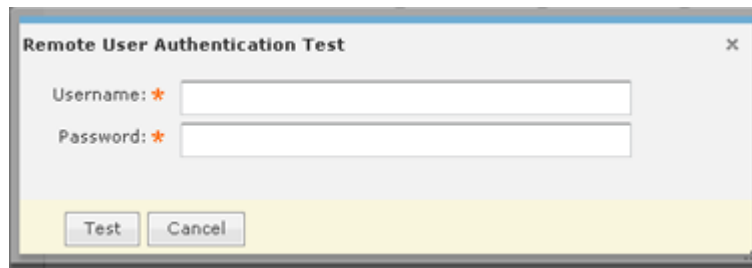 Remote User Authentication Test ×
Username: *
Password: *
Test Cancel